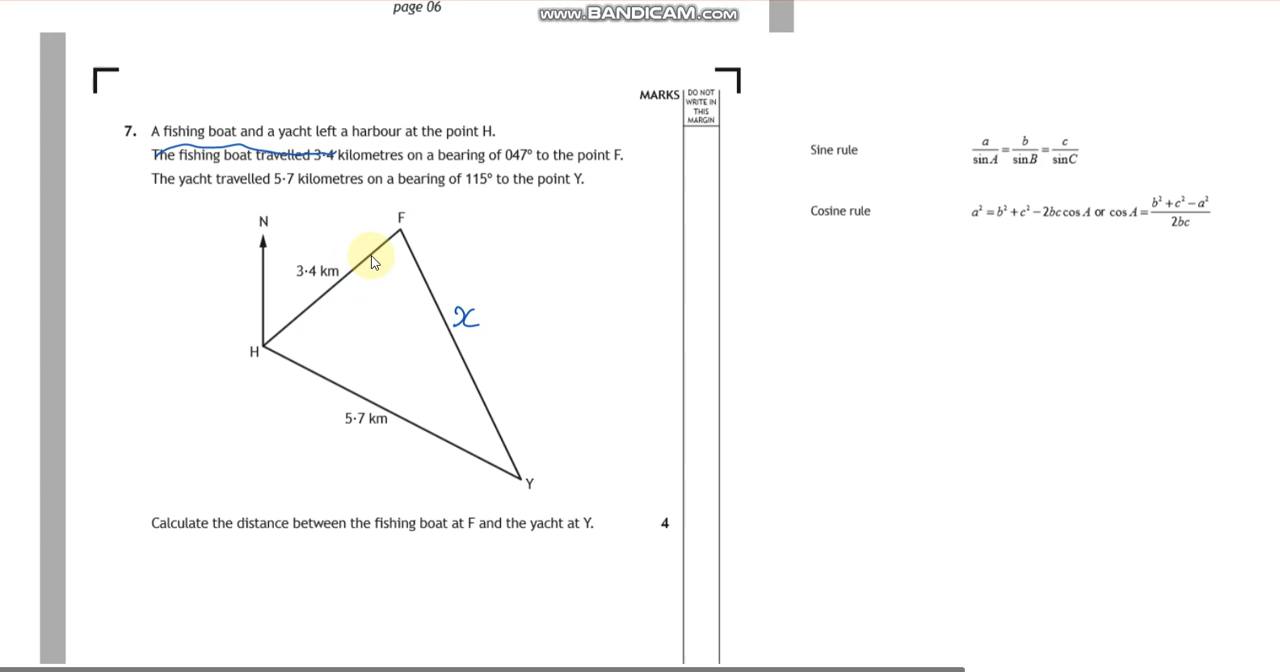 page 06
www.BANDICAM.com
MARKS
DO NOT
WRITE IN
THIS
MARGIN
7. A fishing boat and a yacht left a harbour at the point H.
The fishing boat travelled 3·4 kilometres on a bearing of 047° to the point F.
The yacht travelled 5·7 kilometres on a bearing of 115° to the point Y.
N
F
3·4 km
x
H
5·7 km
Y
Calculate the distance between the fishing boat at F and the yacht at Y. 4
Sine rule a/sinA = b/sinB = c/sinC
Cosine rule a² = b² + c² − 2bc cos A or cos A = (b² + c² − a²)/2bc